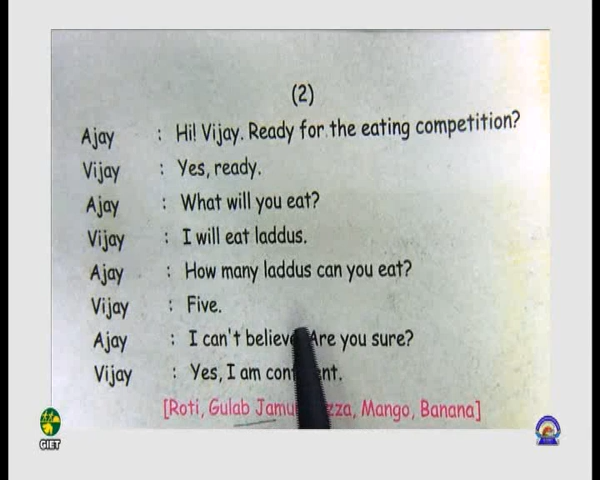 (2)
Ajay : Hi! Vijay. Ready for the eating competition?
Vijay : Yes, ready.
Ajay : What will you eat?
Vijay : I will eat laddus.
Ajay : How many laddus can you eat?
Vijay : Five.
Ajay : I can't believe Are you sure?
Vijay : Yes, I am
[Roti, Gulab Mango, Banana]
GIET